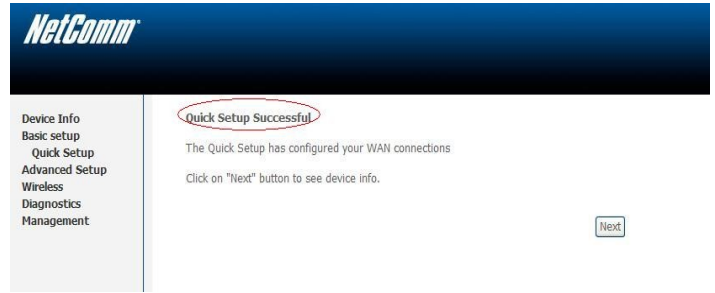 NetComm
Device Info
Basic setup
Quick Setup
Advanced Setup
Wireless
Diagnostics
Management
Quick Setup Successful
The Quick Setup has configured your WAN connections
Click on "Next" button to see device info.
Next